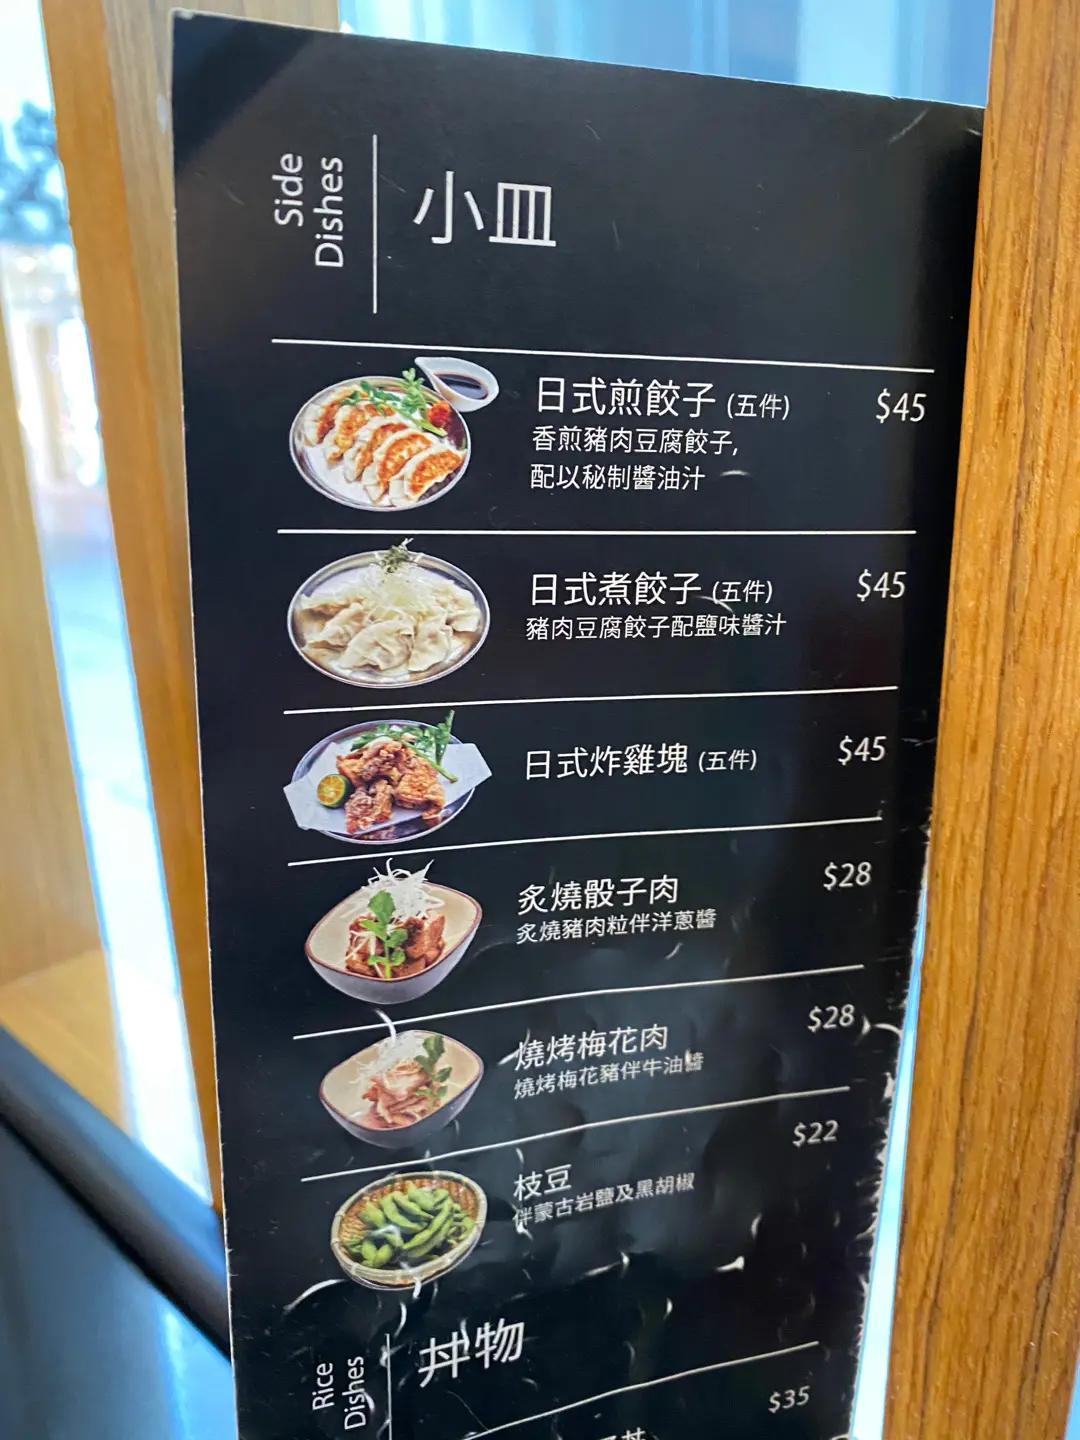 Side
Dishes
小皿
日式煎餃子 (五件) $45
香煎豬肉豆腐餃子,
配以秘制醬油汁
日式煮餃子 (五件) $45
豬肉豆腐餃子配鹽味醬汁
日式炸雞塊 (五件) $45
炙燒骰子肉 $28
炙燒豬肉粒伴洋蔥醬
燒烤梅花肉 $28
燒烤梅花豬伴牛油醬
枝豆 $22
伴蒙古岩鹽及黑胡椒
Rice
Dishes
丼物
$35